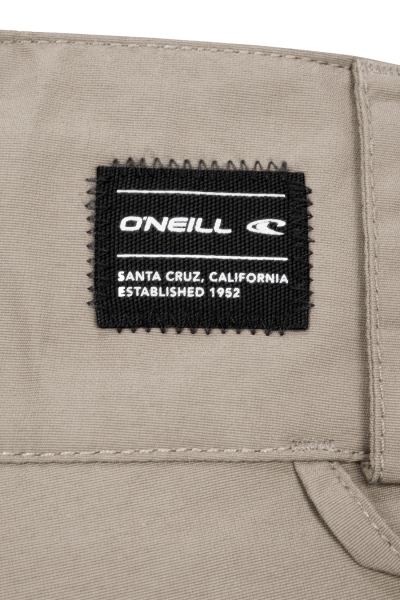 O'NEILL
SANTA CRUZ, CALIFORNIA
ESTABLISHED 1952